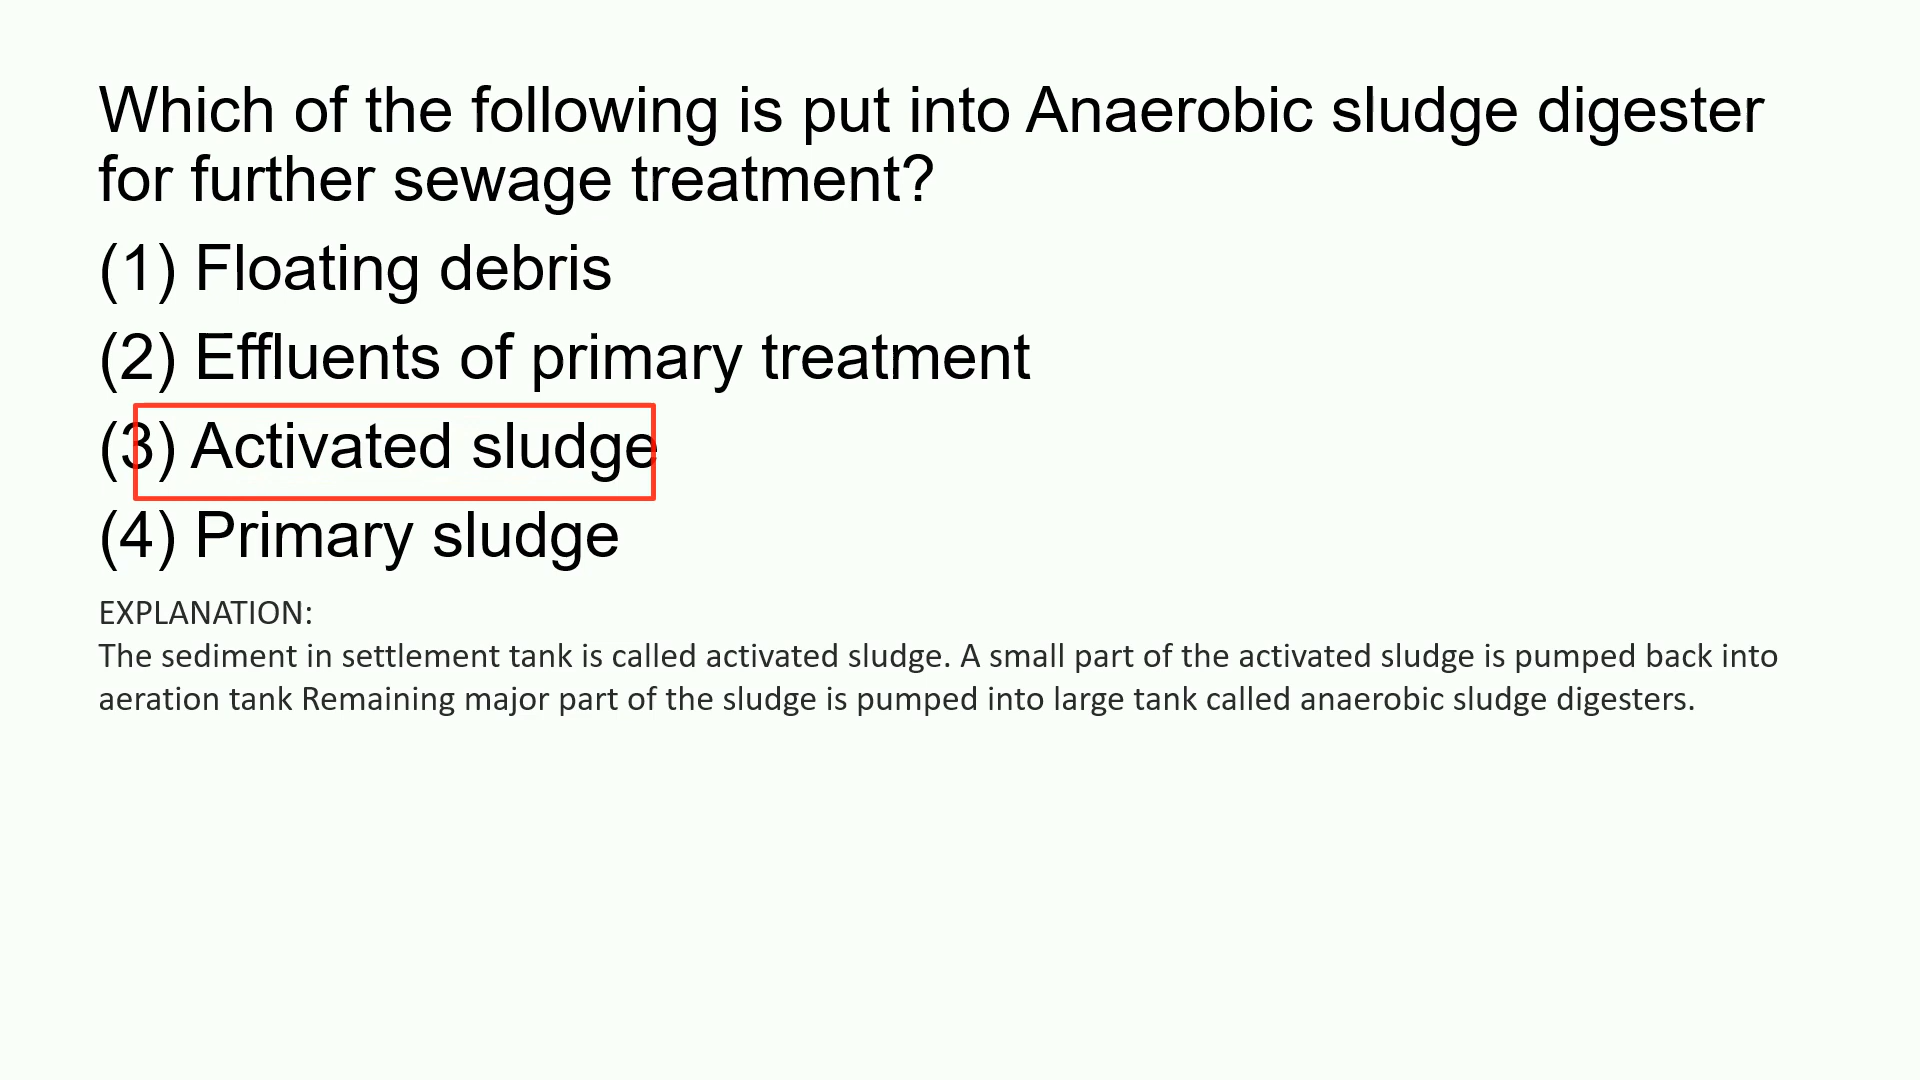 Which of the following is put into Anaerobic sludge digester
for further sewage treatment?
(1) Floating debris
(2) Effluents of primary treatment
(3) Activated sludge
(4) Primary sludge
EXPLANATION:
The sediment in settlement tank is called activated sludge. A small part of the activated sludge is pumped back into
aeration tank Remaining major part of the sludge is pumped into large tank called anaerobic sludge digesters.